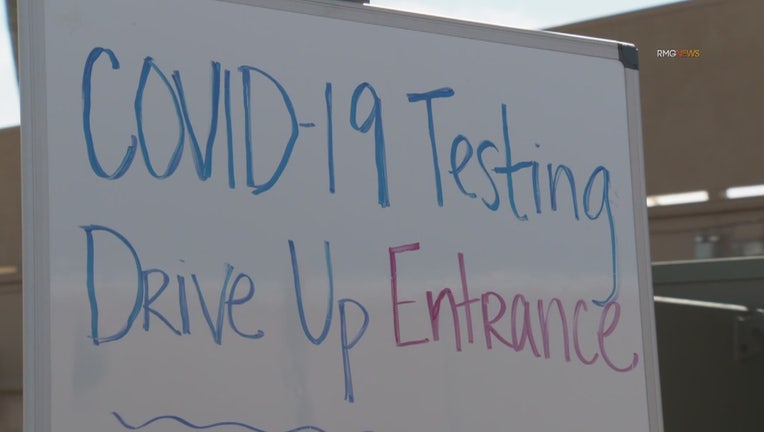 RMGNEWS
COVID-19 Testing
Drive Up Entrance